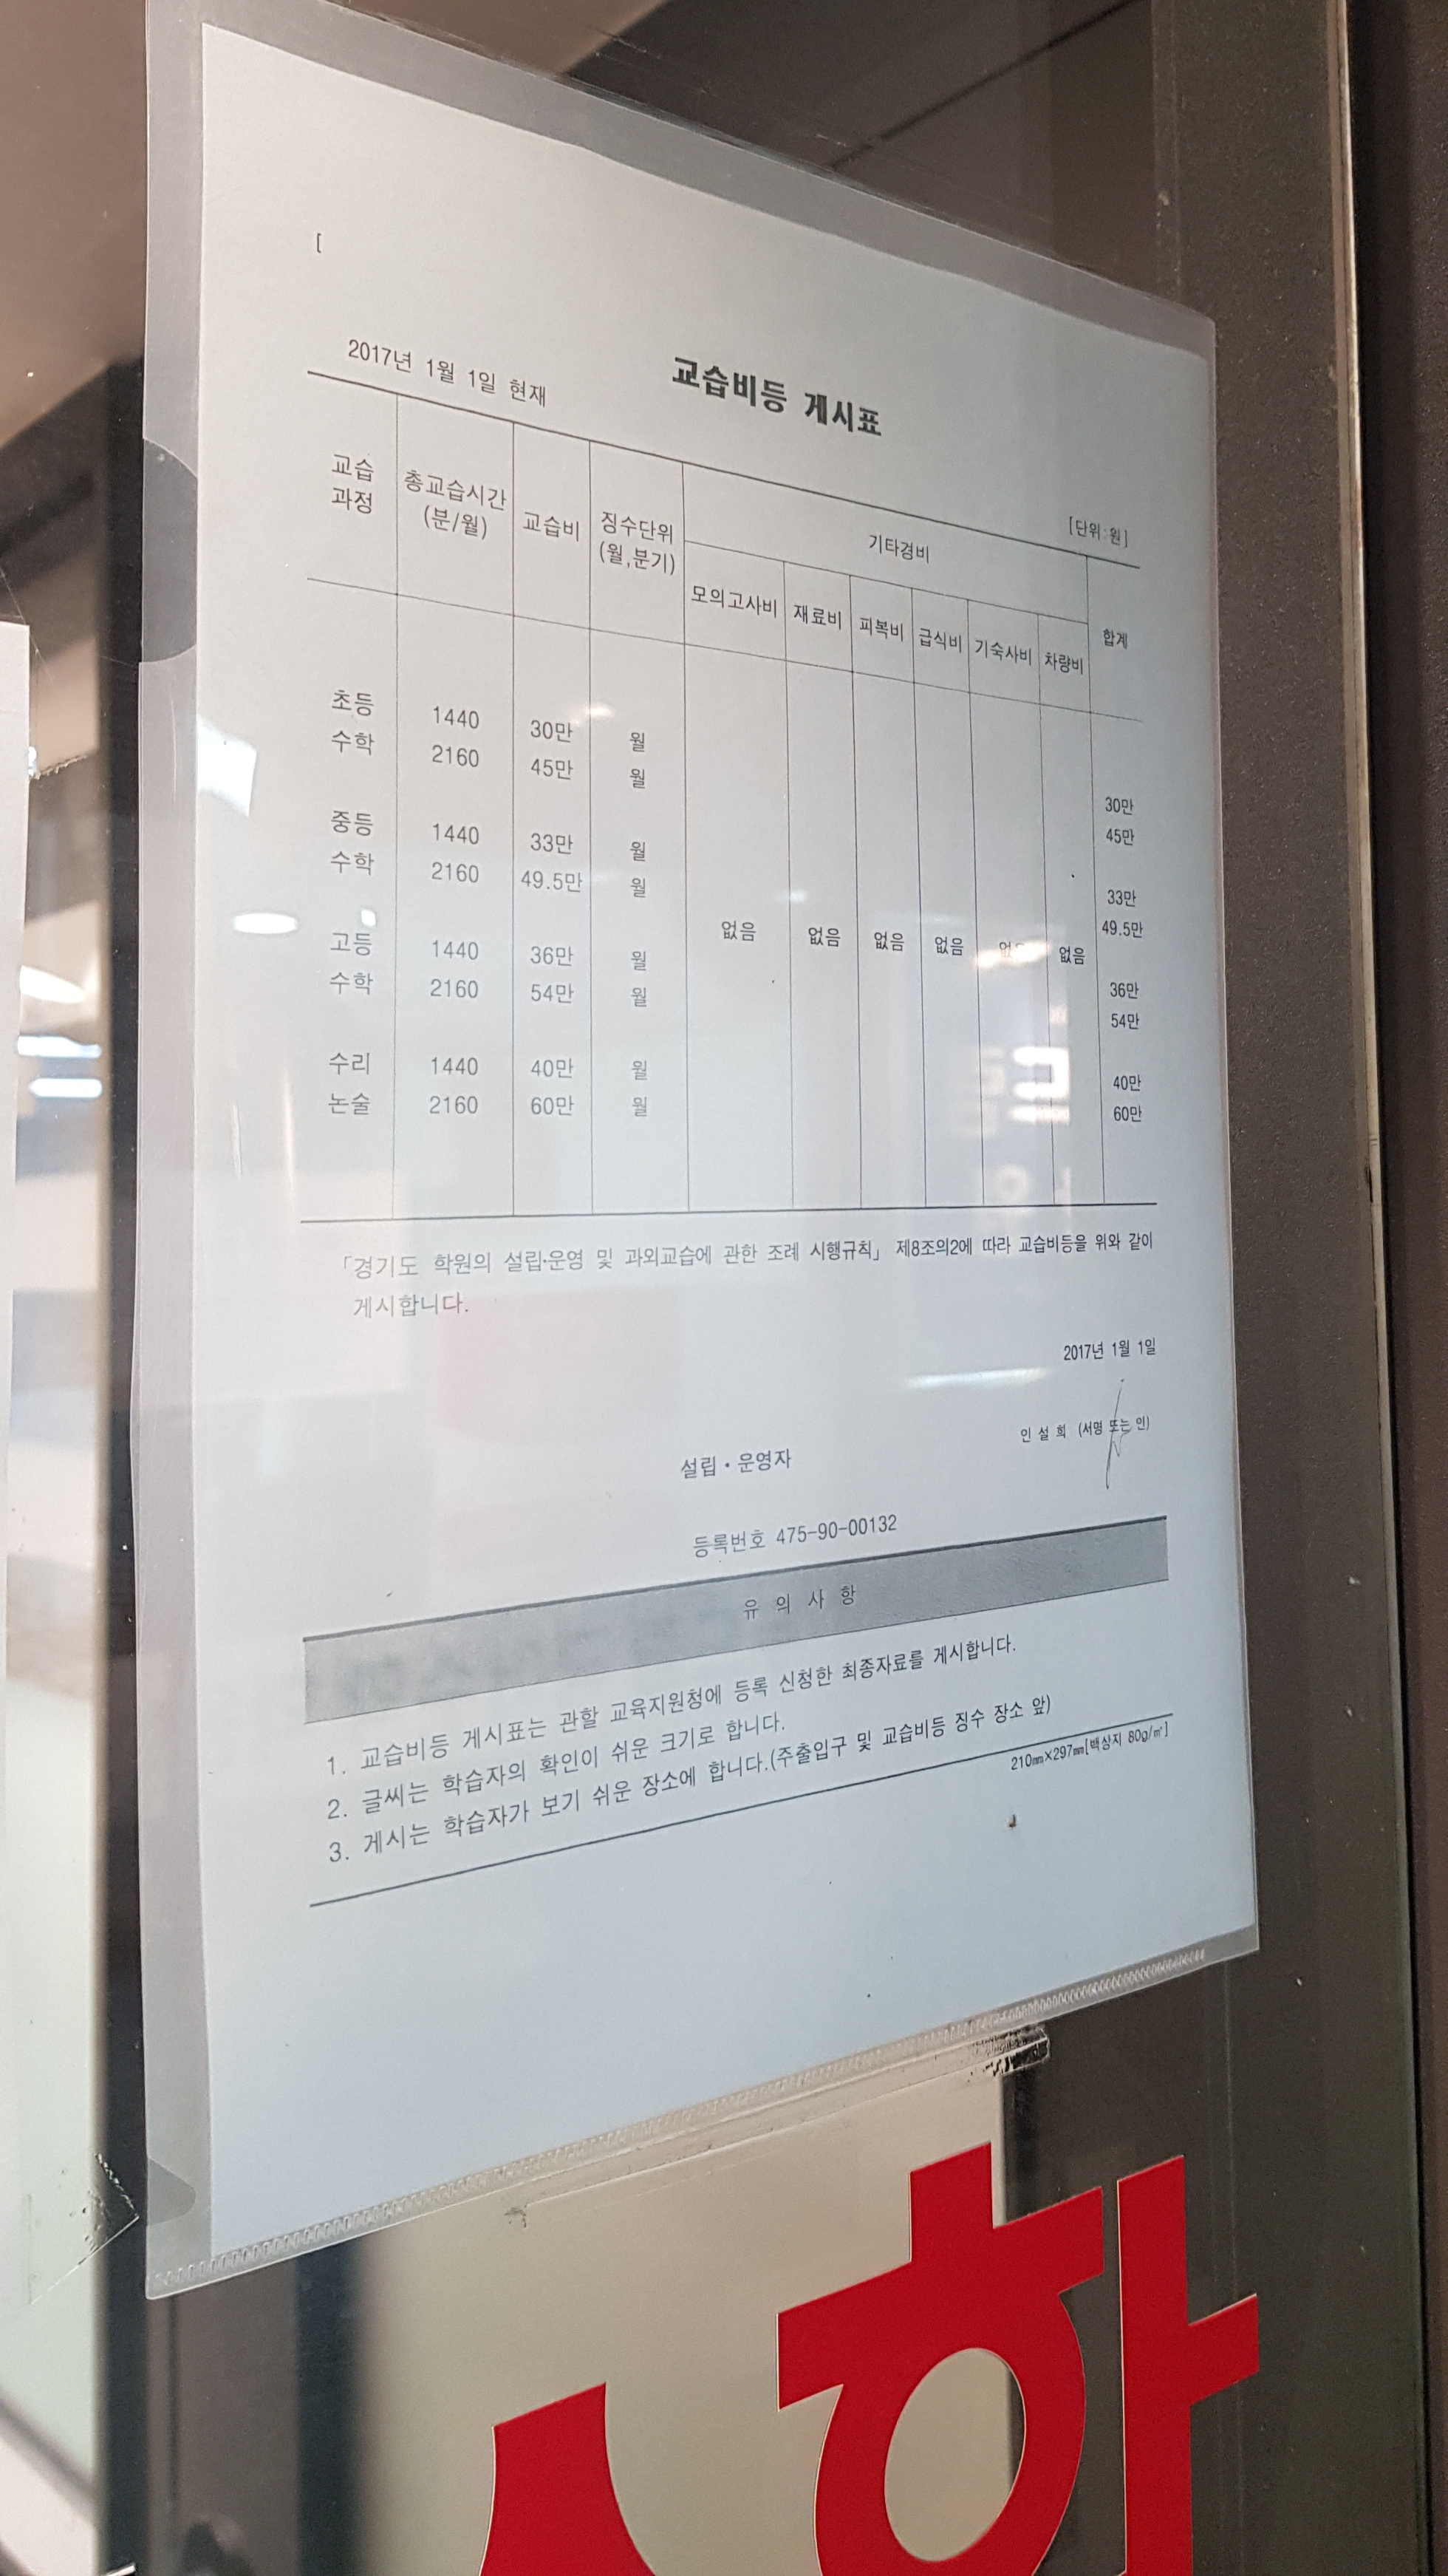 [
교습비등 게시표
2017년 1월 1일 현재
[단위:원]
교습 과정 총교습시간 (분/월) 교습비 징수단위 (월,분기) 기타경비 합계
모의고사비 재료비 피복비 급식비 기숙사비 차량비
초등 1440 30만 월 30만
수학 2160 45만 월 45만
중등 1440 33만 월 33만
수학 2160 49.5만 월 49.5만
없음 없음 없음 없음 없음
고등 1440 36만 월 36만
수학 2160 54만 월 54만
수리 1440 40만 월 40만
논술 2160 60만 월 60만
「경기도 학원의 설립·운영 및 과외교습에 관한 조례 시행규칙」 제8조의2에 따라 교습비등을 위와 같이
게시합니다.
2017년 1월 1일
설립·운영자 인 설 희 (서명 또는 인)
등록번호 475-90-00132
유 의 사 항
1. 교습비등 게시표는 관할 교육지원청에 등록 신청한 최종자료를 게시합니다.
2. 글씨는 학습자의 확인이 쉬운 크기로 합니다.
3. 게시는 학습자가 보기 쉬운 장소에 합니다.(주출입구 및 교습비등 징수 장소 앞)
210㎜×297㎜[백상지 80g/㎡]